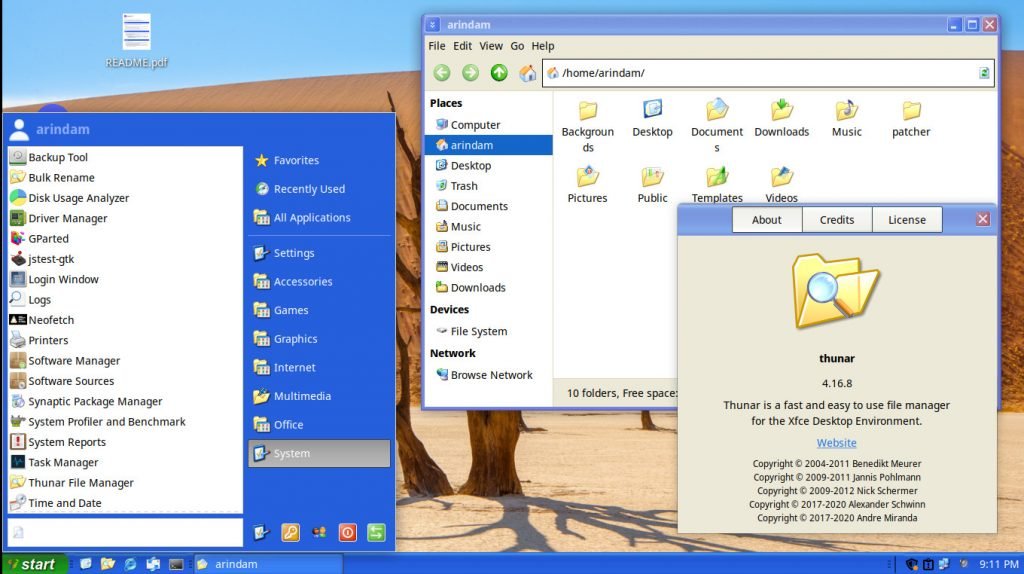 README.pdf
arindam
Backup Tool
Bulk Rename
Disk Usage Analyzer
Driver Manager
GParted
jstest-gtk
Login Window
Logs
Neofetch
Printers
Software Manager
Software Sources
Synaptic Package Manager
System Profiler and Benchmark
System Reports
Task Manager
Thunar File Manager
Time and Date
Favorites
Recently Used
All Applications
Settings
Accessories
Games
Graphics
Internet
Multimedia
Office
System
arindam
File Edit View Go Help
/home/arindam/
Places
Computer
arindam
Desktop
Trash
Documents
Music
Pictures
Videos
Downloads
Devices
File System
Network
Browse Network
Backgroun
ds
Desktop
Document
s
Downloads
Music
patcher
Pictures
Public
Templates
Videos
10 folders, Free space:
About Credits License
thunar
4.16.8
Thunar is a fast and easy to use file manager
for the Xfce Desktop Environment.
Website
Copyright © 2004-2011 Benedikt Meurer
Copyright © 2009-2011 Jannis Pohlmann
Copyright © 2009-2012 Nick Schermer
Copyright © 2017-2020 Alexander Schwinn
Copyright © 2017-2020 Andre Miranda
start
arindam
9:11 PM